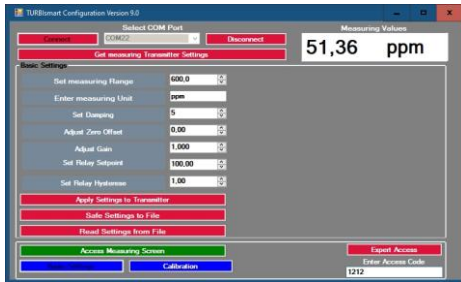 TURBIsmart Configuration Version 9.0
Select COM Port
Measuring Values
Connect
COM22
Disconnect
51,36 ppm
Get measuring Transmitter Settings
Basic Settings
Set measuring Range
600,0
Enter measuring Unit
ppm
Set Damping
5
Adjust Zero Offset
0,00
Adjust Gain
1,000
Set Relay Setpoint
100,00
Set Relay Hysterese
1,00
Apply Settings to Transmitter
Safe Settings to File
Read Settings from File
Access Measuring Screen
Expert Access
Calibration
Enter Access Code
1212